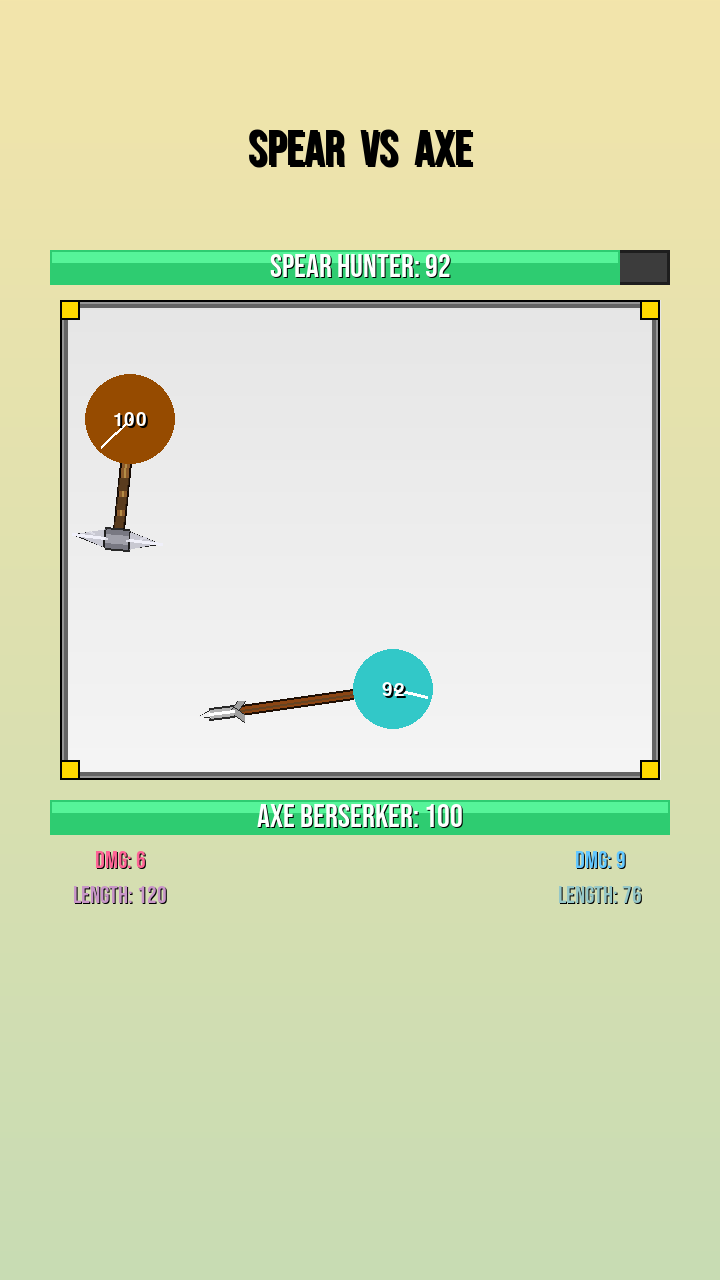 SPEAR VS AXE
SPEAR HUNTER: 92
100
92
AXE BERSERKER: 100
DMG: 6
DMG: 9
LENGTH: 120
LENGTH: 76